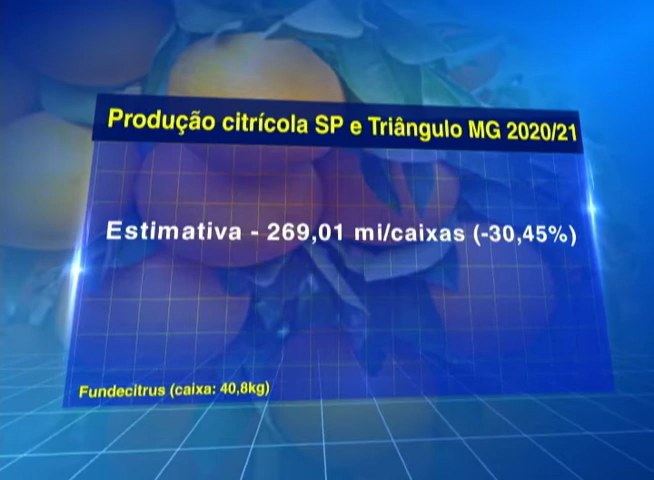 Produção citrícola SP e Triângulo MG 2020/21
Estimativa - 269,01 mi/caixas (-30,45%)
Fundecitrus (caixa: 40,8kg)